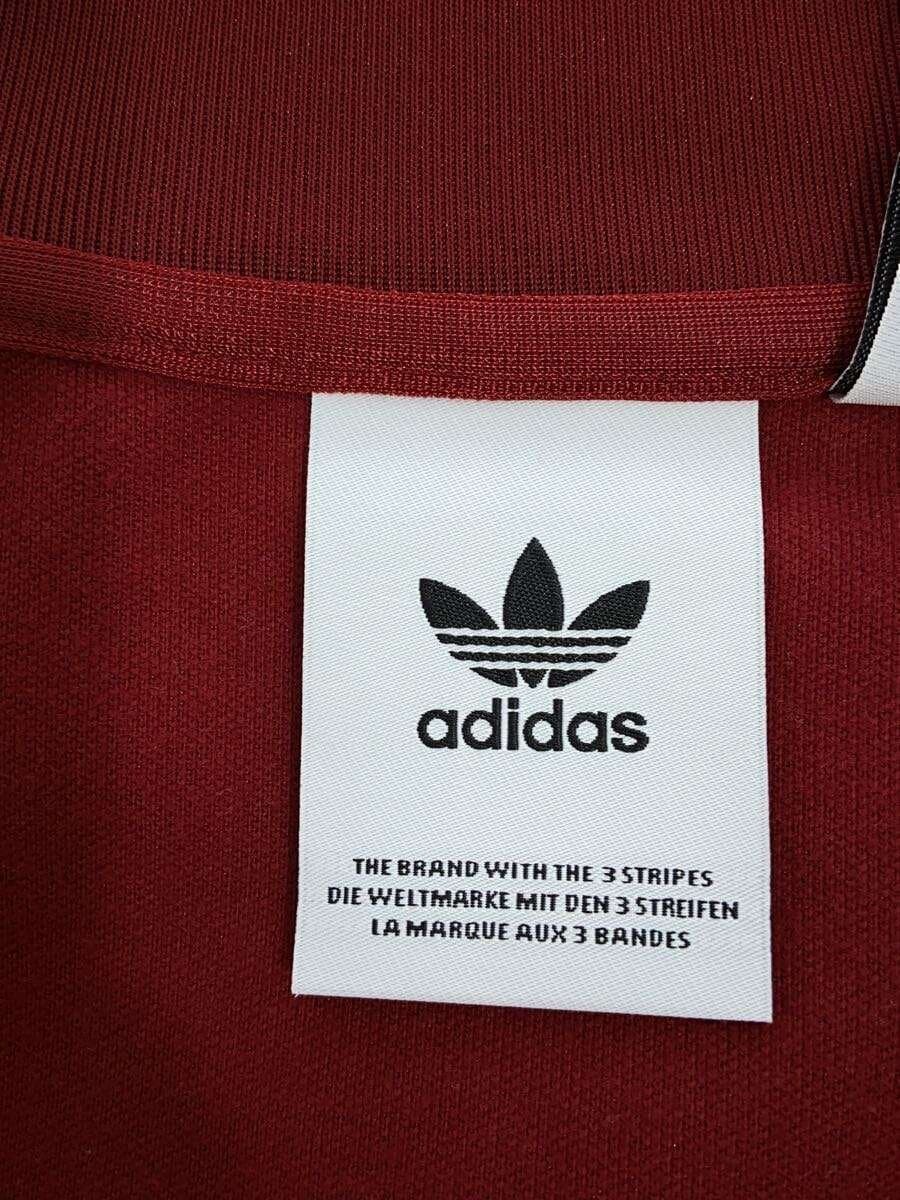 adidas
THE BRAND WITH THE 3 STRIPES
DIE WELTMARKE MIT DEN 3 STREIFEN
LA MARQUE AUX 3 BANDES